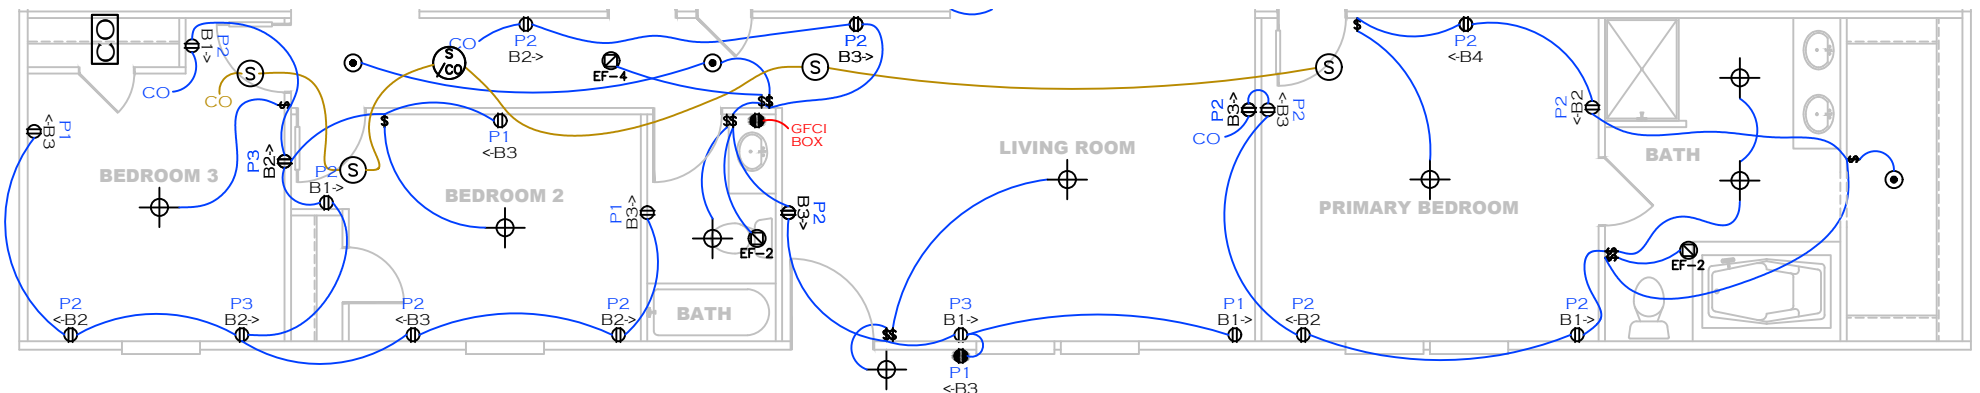 CO
P2
B1->
CO
CO
S
P1
<-B3
BEDROOM 3
P2
<-B2
P3
B2->
P3
B2->
$
P2
B1->
S
S
/CO
CO
P2
B2->
EF-4
$
P1
<-B3
BEDROOM 2
P2
<-B3
P2
B2->
P1
B3->
S
P2
B3->
$$
$$
GFCI
BOX
EF-2
BATH
P2
B3->
$$
LIVING ROOM
P3
B1->
P1
<-B3
P1
B1->
P2
B3->
CO
P2
<-B3
S
$
P2
<-B4
P2
<-B2
PRIMARY BEDROOM
P2
<-B2
P2
B1->
BATH
$
$$
EF-2